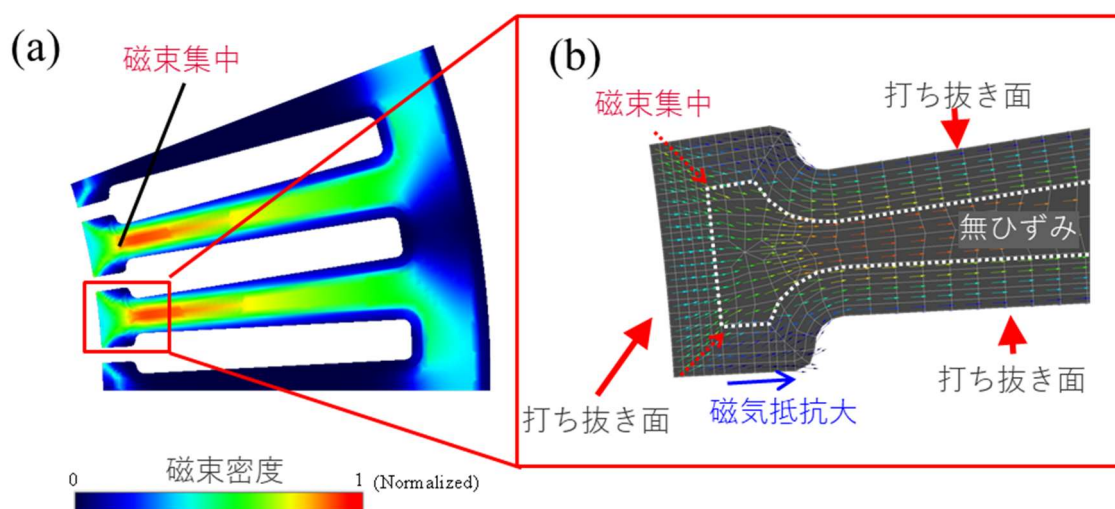 (a)
磁束集中
(b)
磁束集中
打ち抜き面
無ひずみ
打ち抜き面
打ち抜き面
磁気抵抗大
磁束密度
0
1
(Normalized)